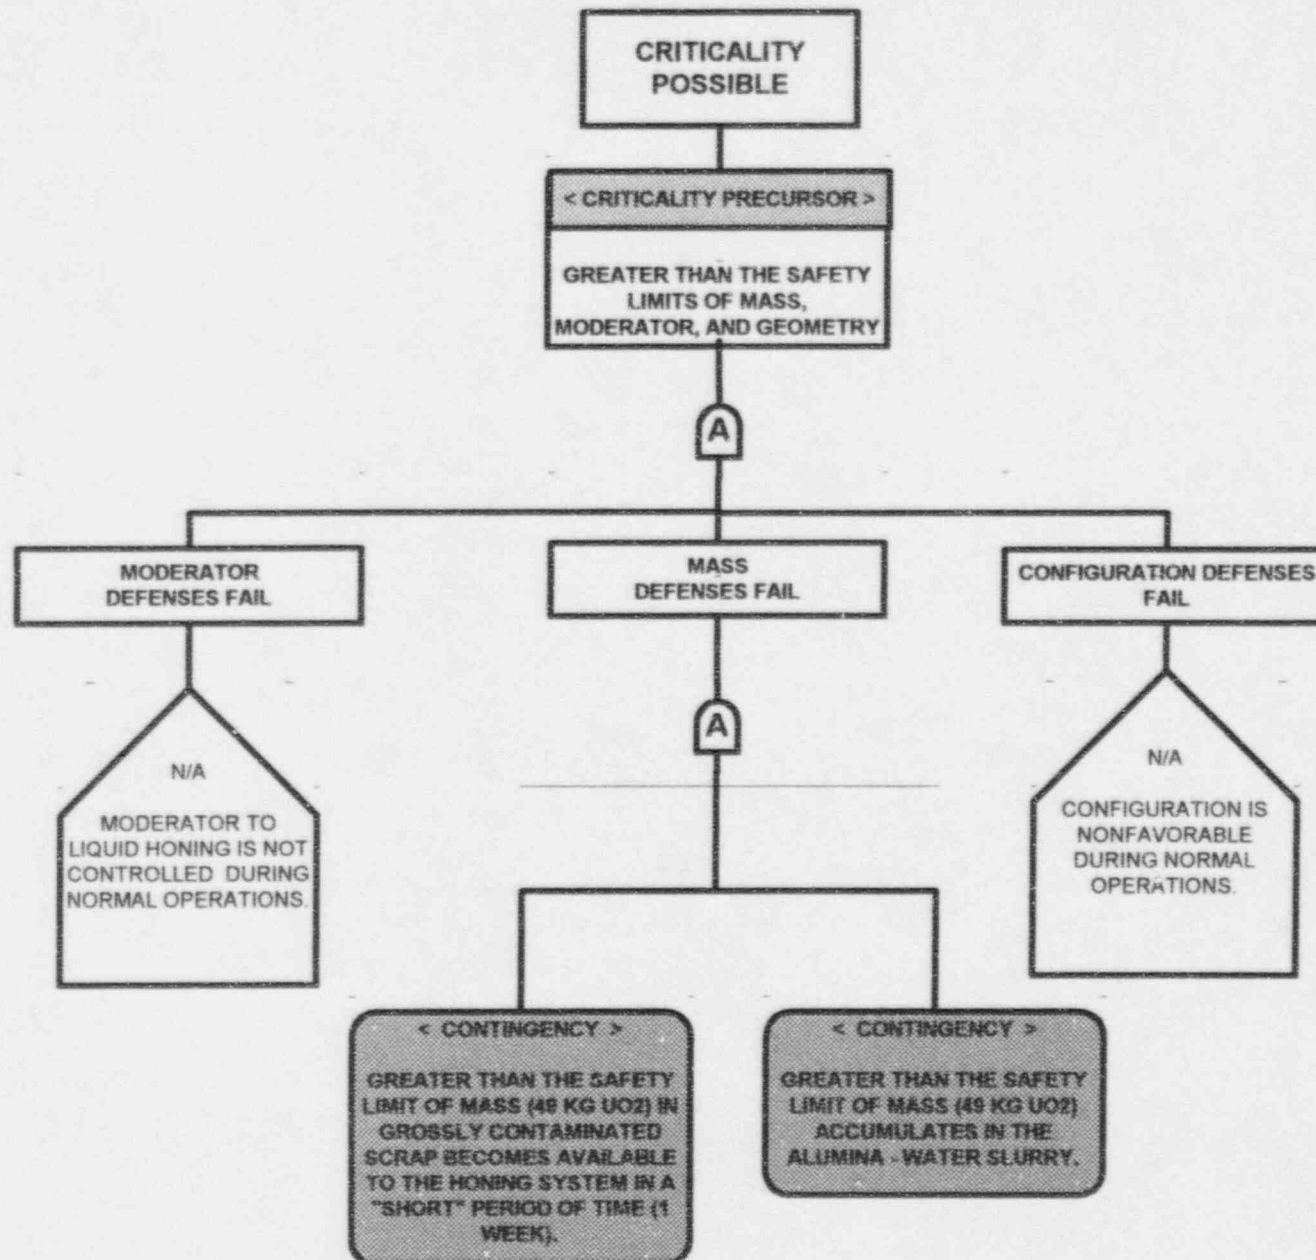 CRITICALITY
POSSIBLE
< CRITICALITY PRECURSOR >
GREATER THAN THE SAFETY
LIMITS OF MASS,
MODERATOR, AND GEOMETRY
A
MODERATOR
DEFENSES FAIL
MASS
DEFENSES FAIL
CONFIGURATION DEFENSES
FAIL
N/A
MODERATOR TO
LIQUID HONING IS NOT
CONTROLLED DURING
NORMAL OPERATIONS.
A
N/A
CONFIGURATION IS
NONFAVORABLE
DURING NORMAL
OPERATIONS.
< CONTINGENCY >
GREATER THAN THE SAFETY
LIMIT OF MASS (49 KG UO2) IN
GROSSLY CONTAMINATED
SCRAP BECOMES AVAILABLE
TO THE HONING SYSTEM IN A
"SHORT" PERIOD OF TIME (1
WEEK).
< CONTINGENCY >
GREATER THAN THE SAFETY
LIMIT OF MASS (49 KG UO2)
ACCUMULATES IN THE
ALUMINA - WATER SLURRY.